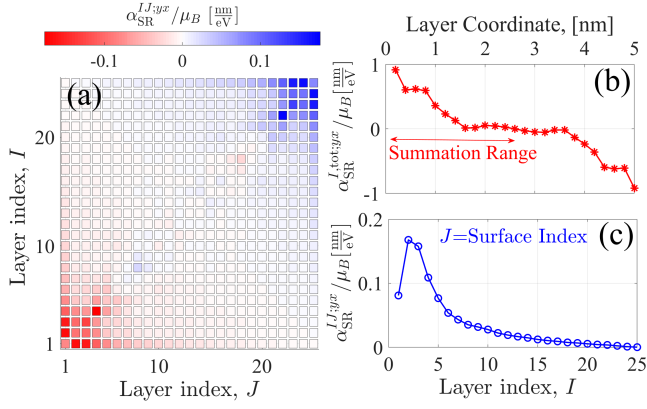 α_SR^{IJ;yx}/μ_B [nm/eV]
-0.1 0 0.1
(a)
Layer index, I
20
10
1
1 10 20
Layer index, J
Layer Coordinate, [nm]
0 1 2 3 4 5
(b)
α_SR^{I,tot;yx}/μ_B [nm/eV]
1
0
-1
Summation Range
(c)
J=Surface Index
α_SR^{IJ;yx}/μ_B [nm/eV]
0.2
0.1
0
0 5 10 15 20 25
Layer index, I